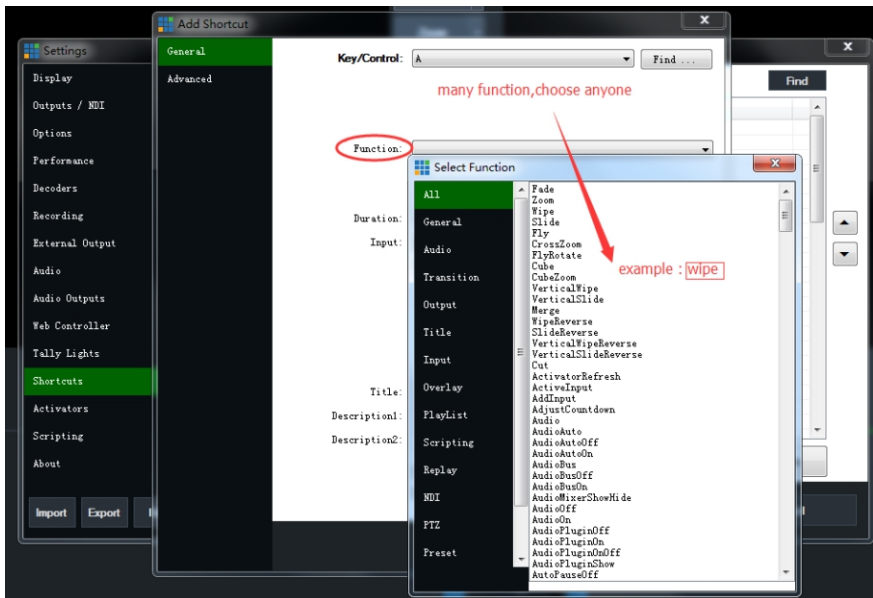 Add Shortcut
Settings
General
Advanced
Key/Control:
A
Find ...
many function,choose anyone
Function:
Duration:
Input:
Title:
Description1:
Description2:
Display
Outputs / NDI
Options
Performance
Decoders
Recording
External Output
Audio
Audio Outputs
Web Controller
Tally Lights
Shortcuts
Activators
Scripting
About
Import
Export
Find
Select Function
All
General
Audio
Transition
Output
Title
Input
Overlay
PlayList
Scripting
Replay
NDI
PTZ
Preset
Fade
Zoom
Wipe
Slide
Fly
CrossZoom
FlyRotate
Cube
CubeZoom
VerticalWipe
VerticalSlide
Merge
WipeReverse
SlideReverse
VerticalWipeReverse
VerticalSlideReverse
Cut
ActivatorRefresh
ActiveInput
AddInput
AdjustCountdown
Audio
AudioAuto
AudioAutoOff
AudioAutoOn
AudioBus
AudioBusOff
AudioBusOn
AudioMixerShowHide
AudioOff
AudioOn
AudioPluginOff
AudioPluginOn
AudioPluginOnOff
AudioPluginShow
AutoPauseOff
example : wipe